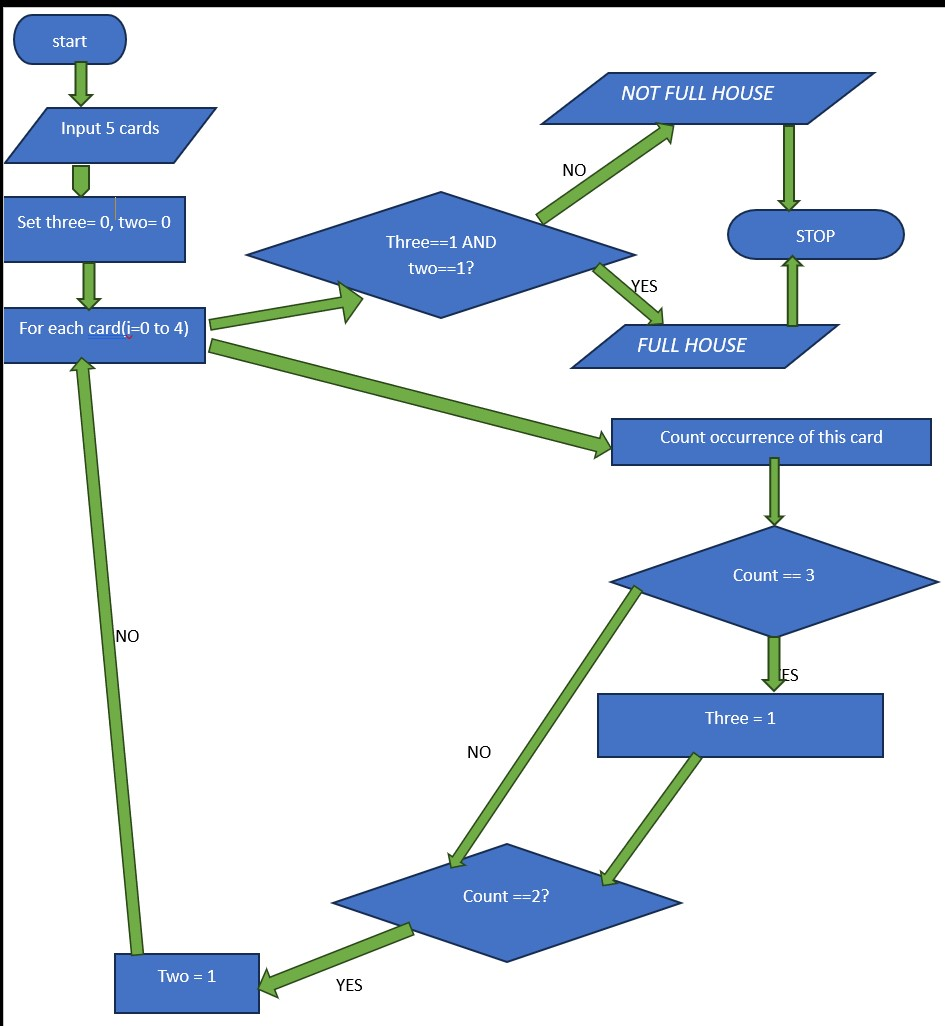 start
Input 5 cards
Set three= 0, two= 0
For each card(i=0 to 4)
Three==1 AND
two==1?
NO
NOT FULL HOUSE
STOP
YES
FULL HOUSE
Count occurrence of this card
Count == 3
ES
Three = 1
NO
NO
Count ==2?
YES
Two = 1